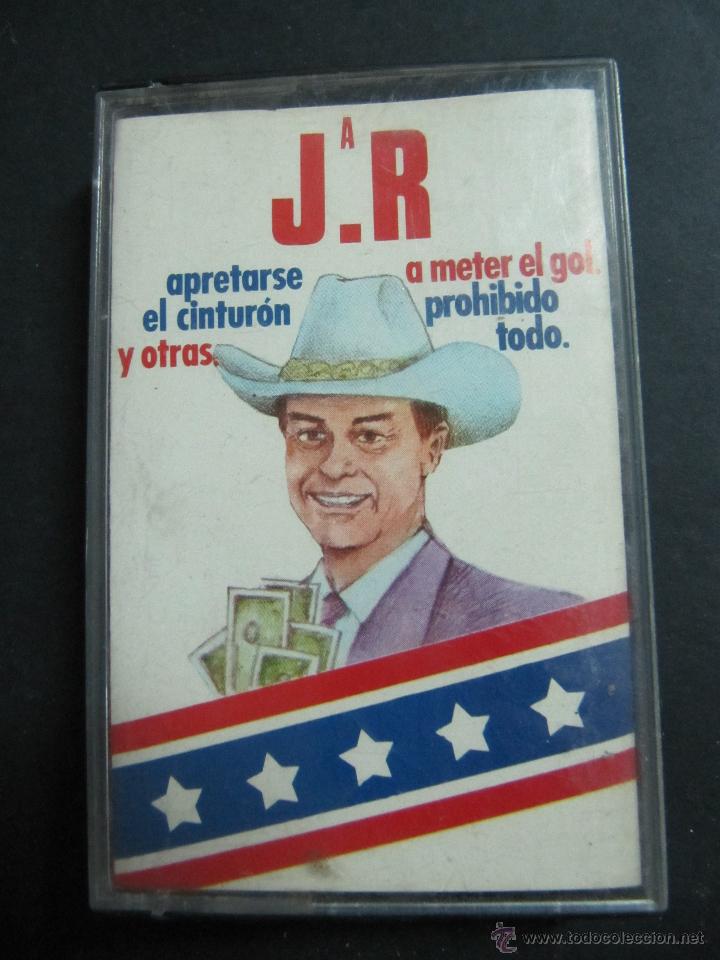 A
J.R
apretarse
el cinturón
y otras.
a meter el gol.
prohibido
todo.
www.todocoleccion.net